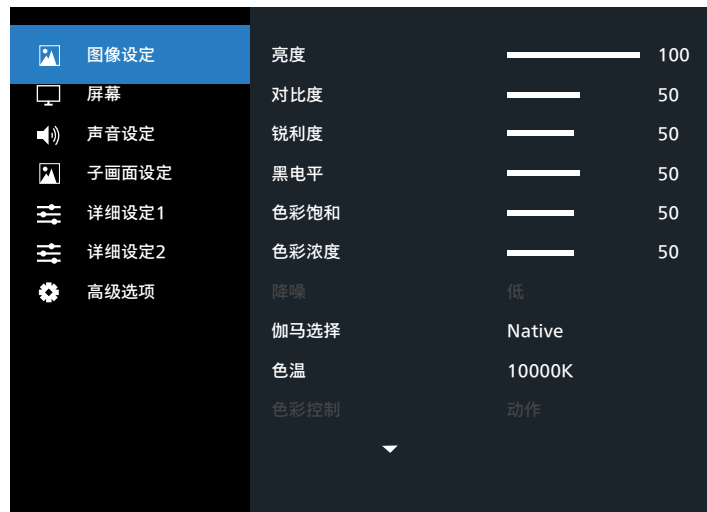 图像设定
屏幕
声音设定
子画面设定
详细设定1
详细设定2
高级选项
亮度 100
对比度 50
锐利度 50
黑电平 50
色彩饱和 50
色彩浓度 50
降噪 低
伽马选择 Native
色温 10000K
色彩控制 动作